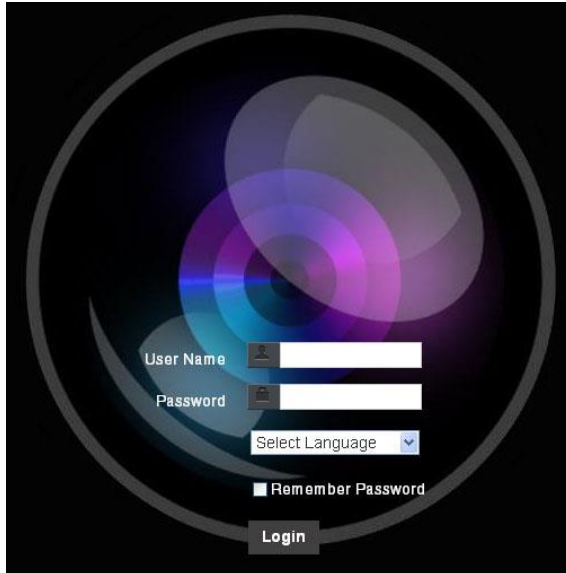 User Name
Password
Select Language
Remember Password
Login